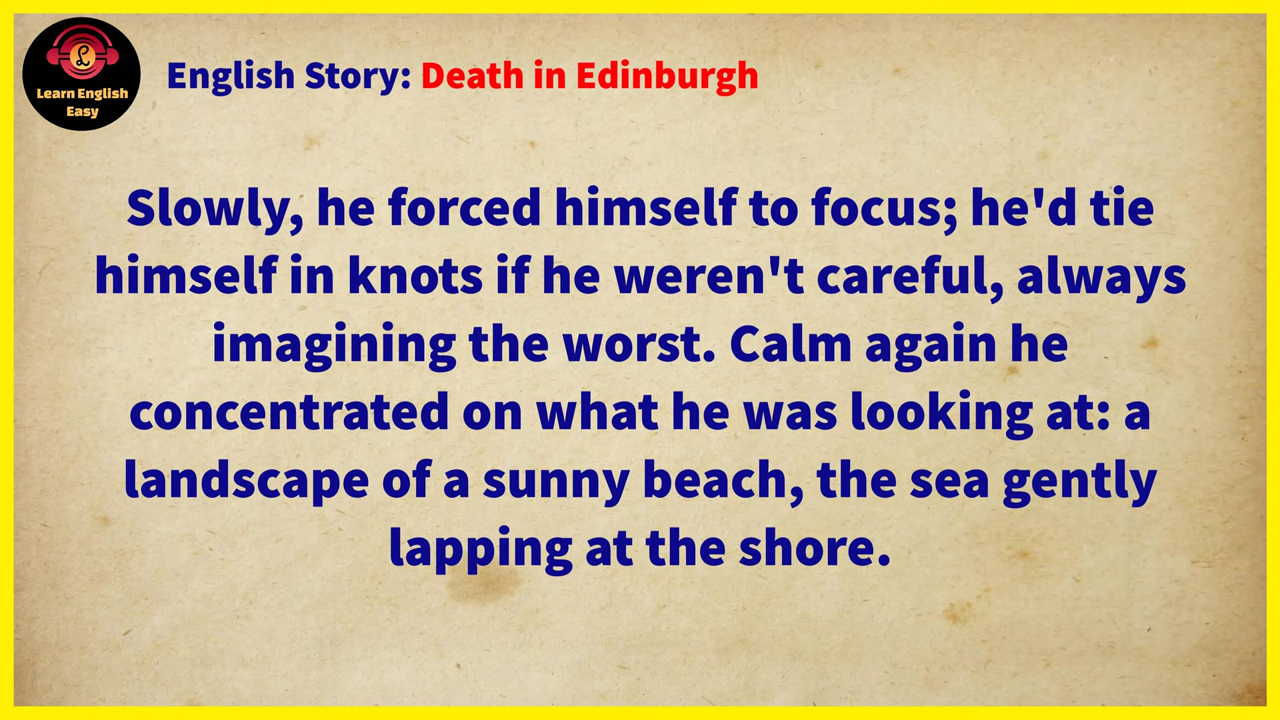 Learn English
Easy
English Story: Death in Edinburgh
Slowly, he forced himself to focus; he'd tie
himself in knots if he weren't careful, always
imagining the worst. Calm again he
concentrated on what he was looking at: a
landscape of a sunny beach, the sea gently
lapping at the shore.